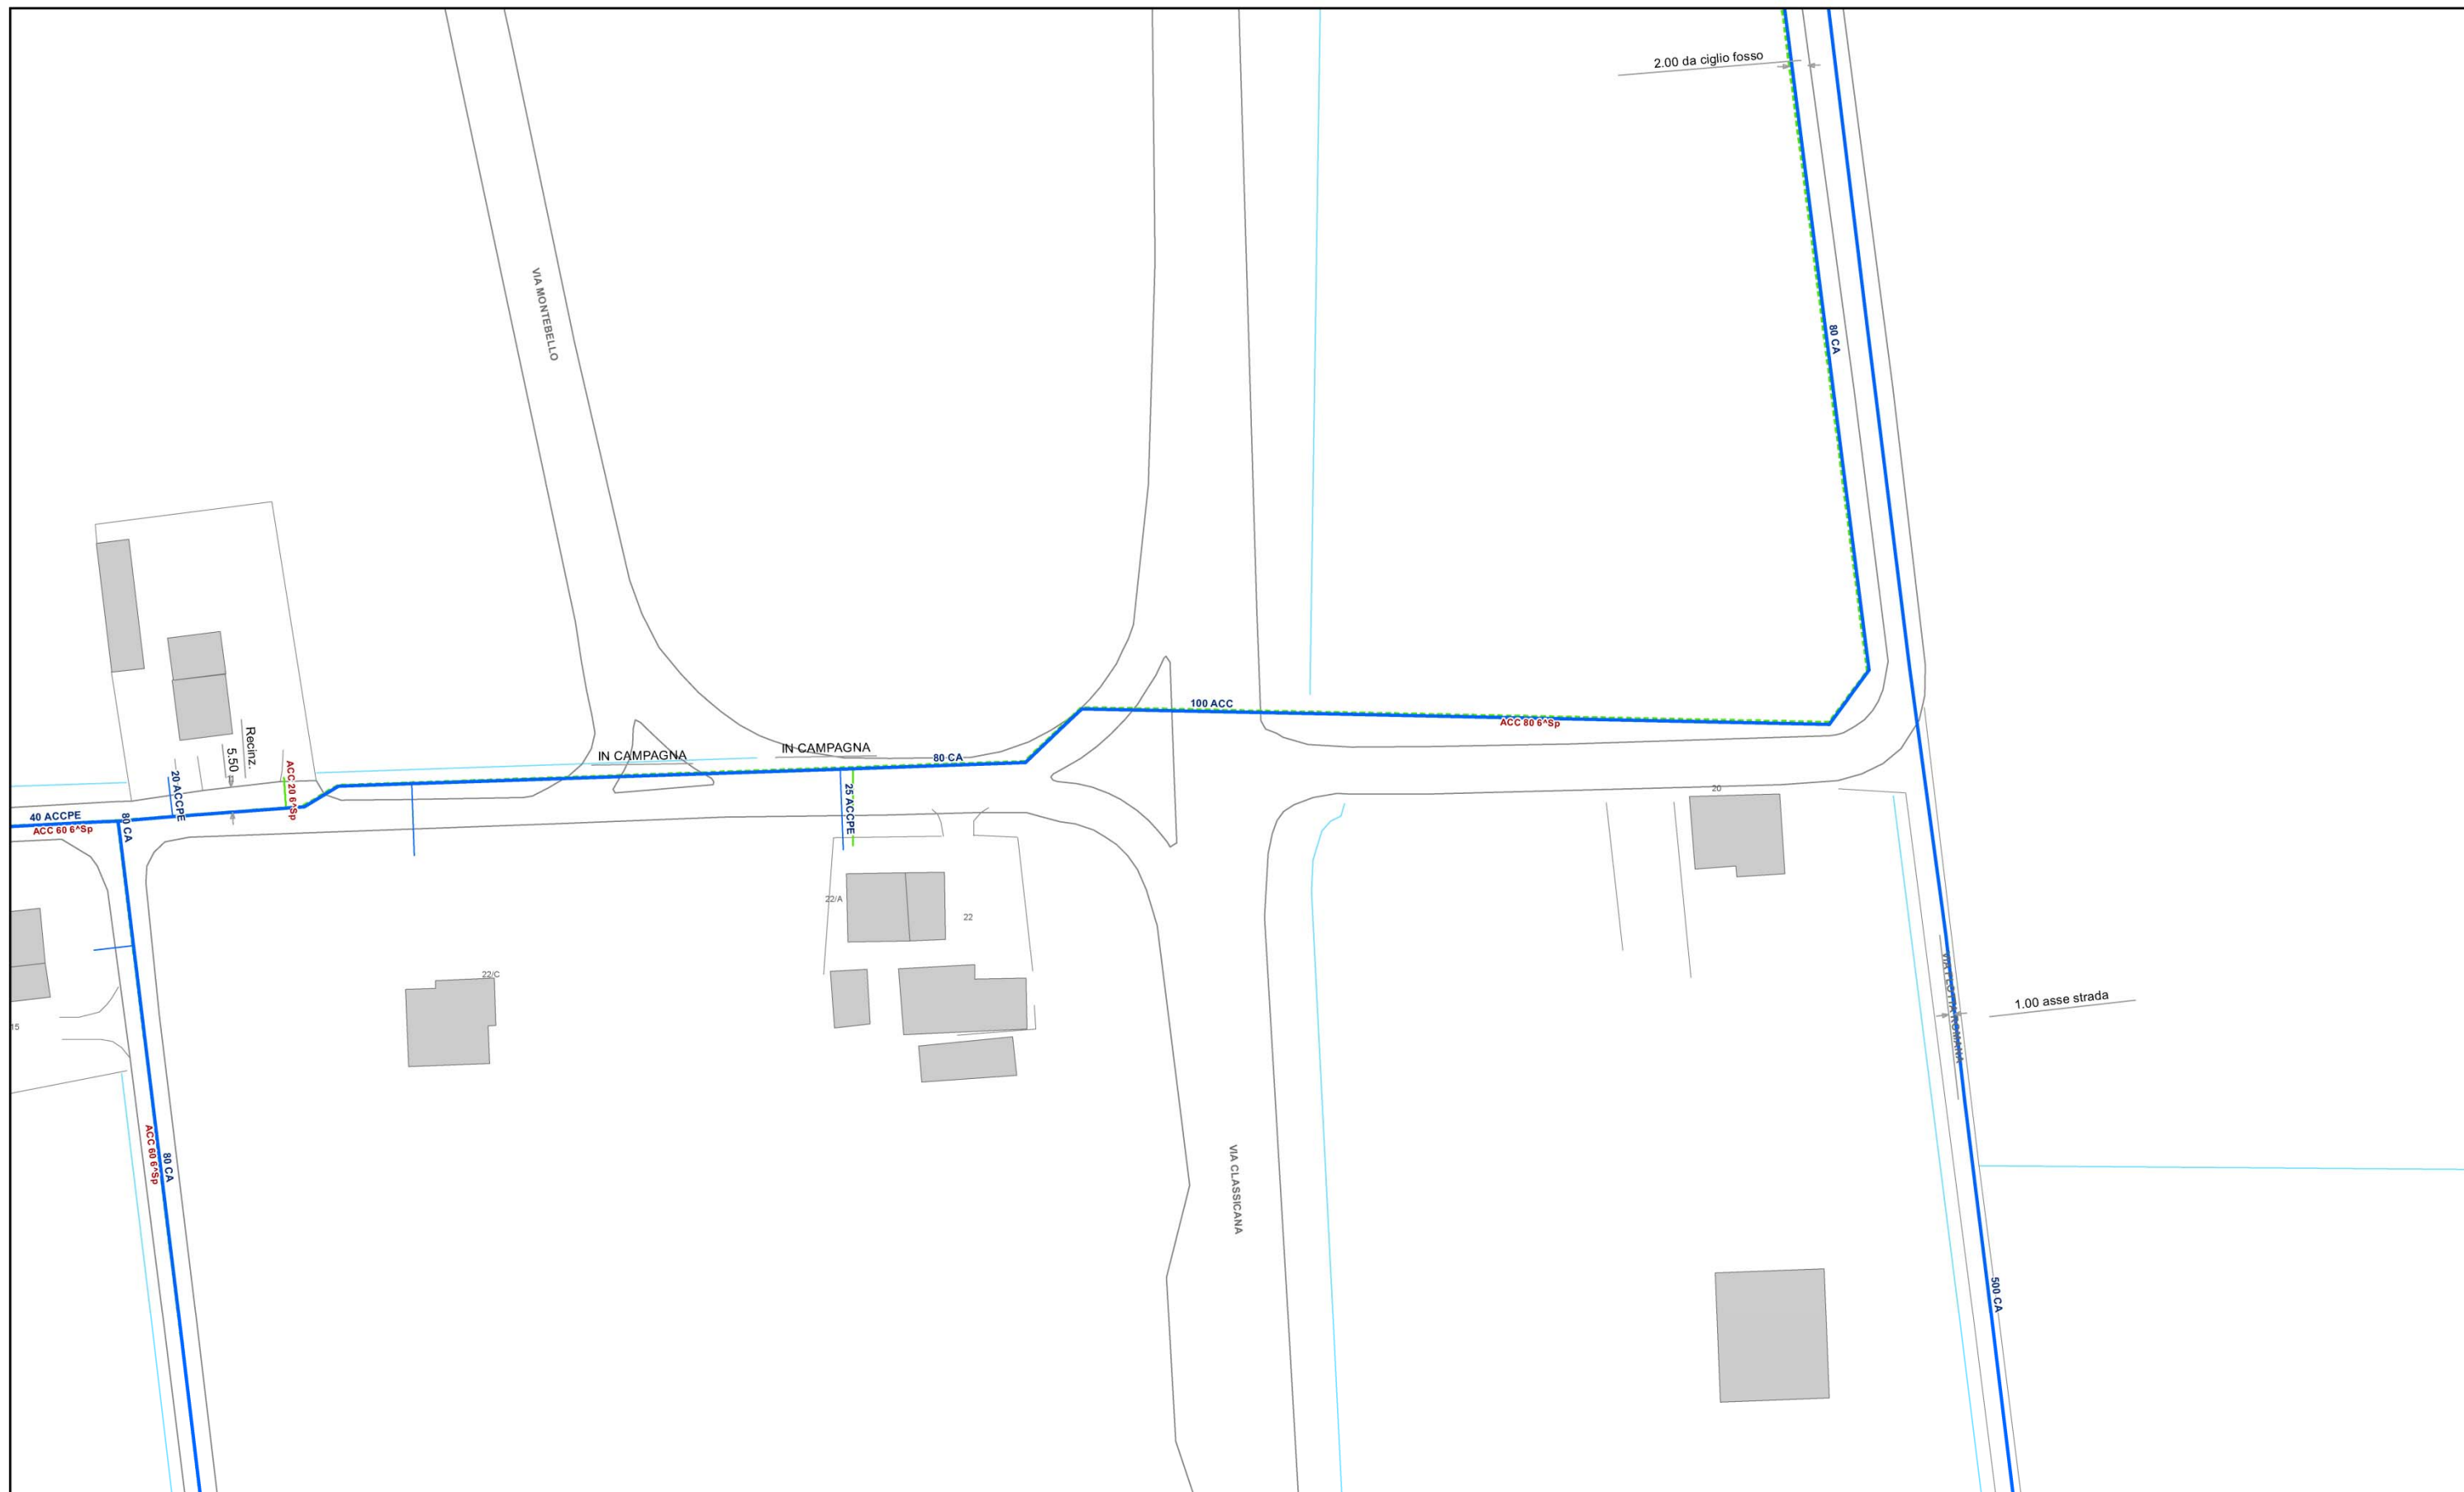 2.00 da ciglio fosso
VIA MONTEBELLO
80 CA
100 ACC
ACC 80 6^Sp
Recinz.
5.50
IN CAMPAGNA
IN CAMPAGNA
80 CA
20 ACCPE
ACC 20 6^Sp
25 ACCPE
40 ACCPE
ACC 60 6^Sp
80 CA
20
22/A
22
22/C
15
1.00 asse strada
VIA CLASSICANA
ACC 60 6^Sp
80 CA
500 CA